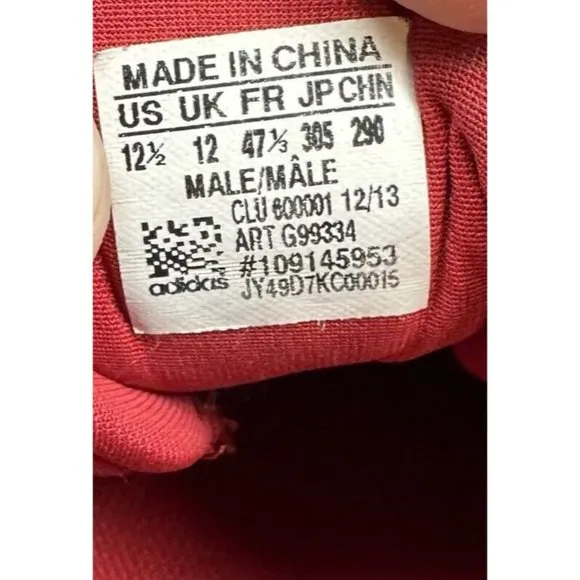 MADE IN CHINA
US UK FR JP CHN
12½ 12 47⅓ 305 290
MALE/MÂLE
CLU 600001 12/13
ART G99334
#109145953
adidas JY49D7KC00015